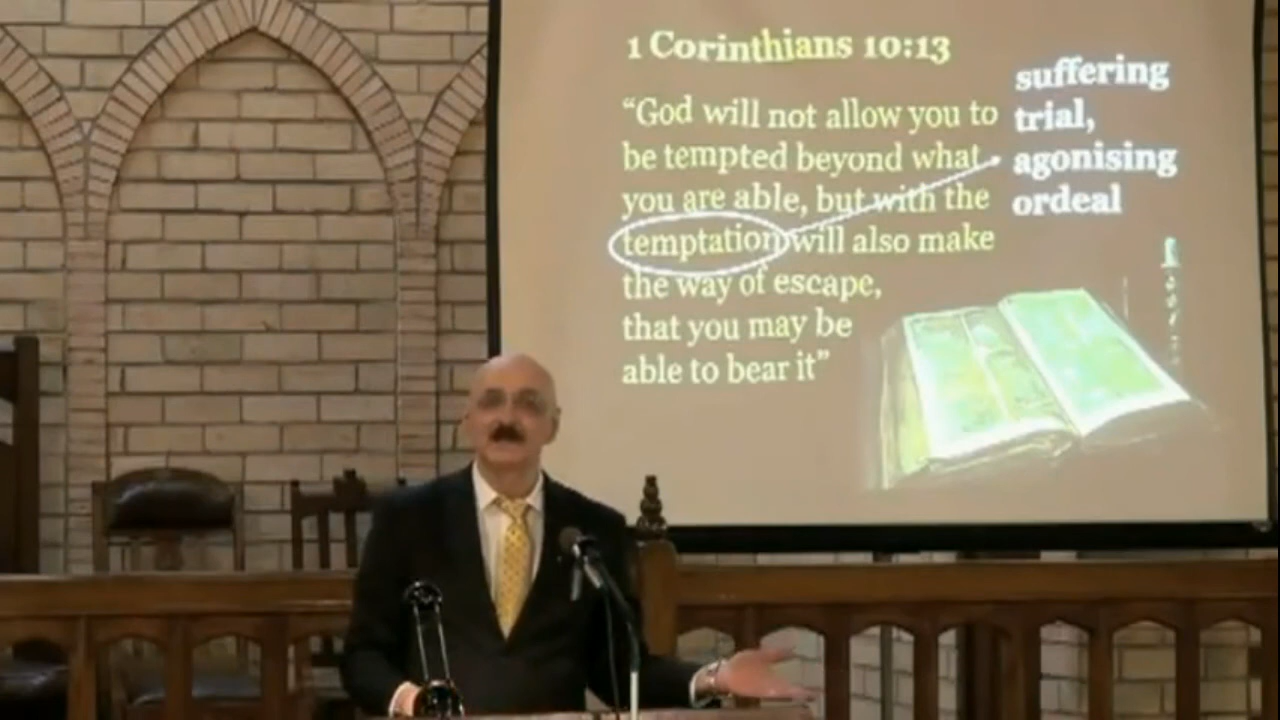 1 Corinthians 10:13
“God will not allow you to
be tempted beyond what
you are able, but with the
temptation will also make
the way of escape,
that you may be
able to bear it”
suffering
trial,
agonising
ordeal